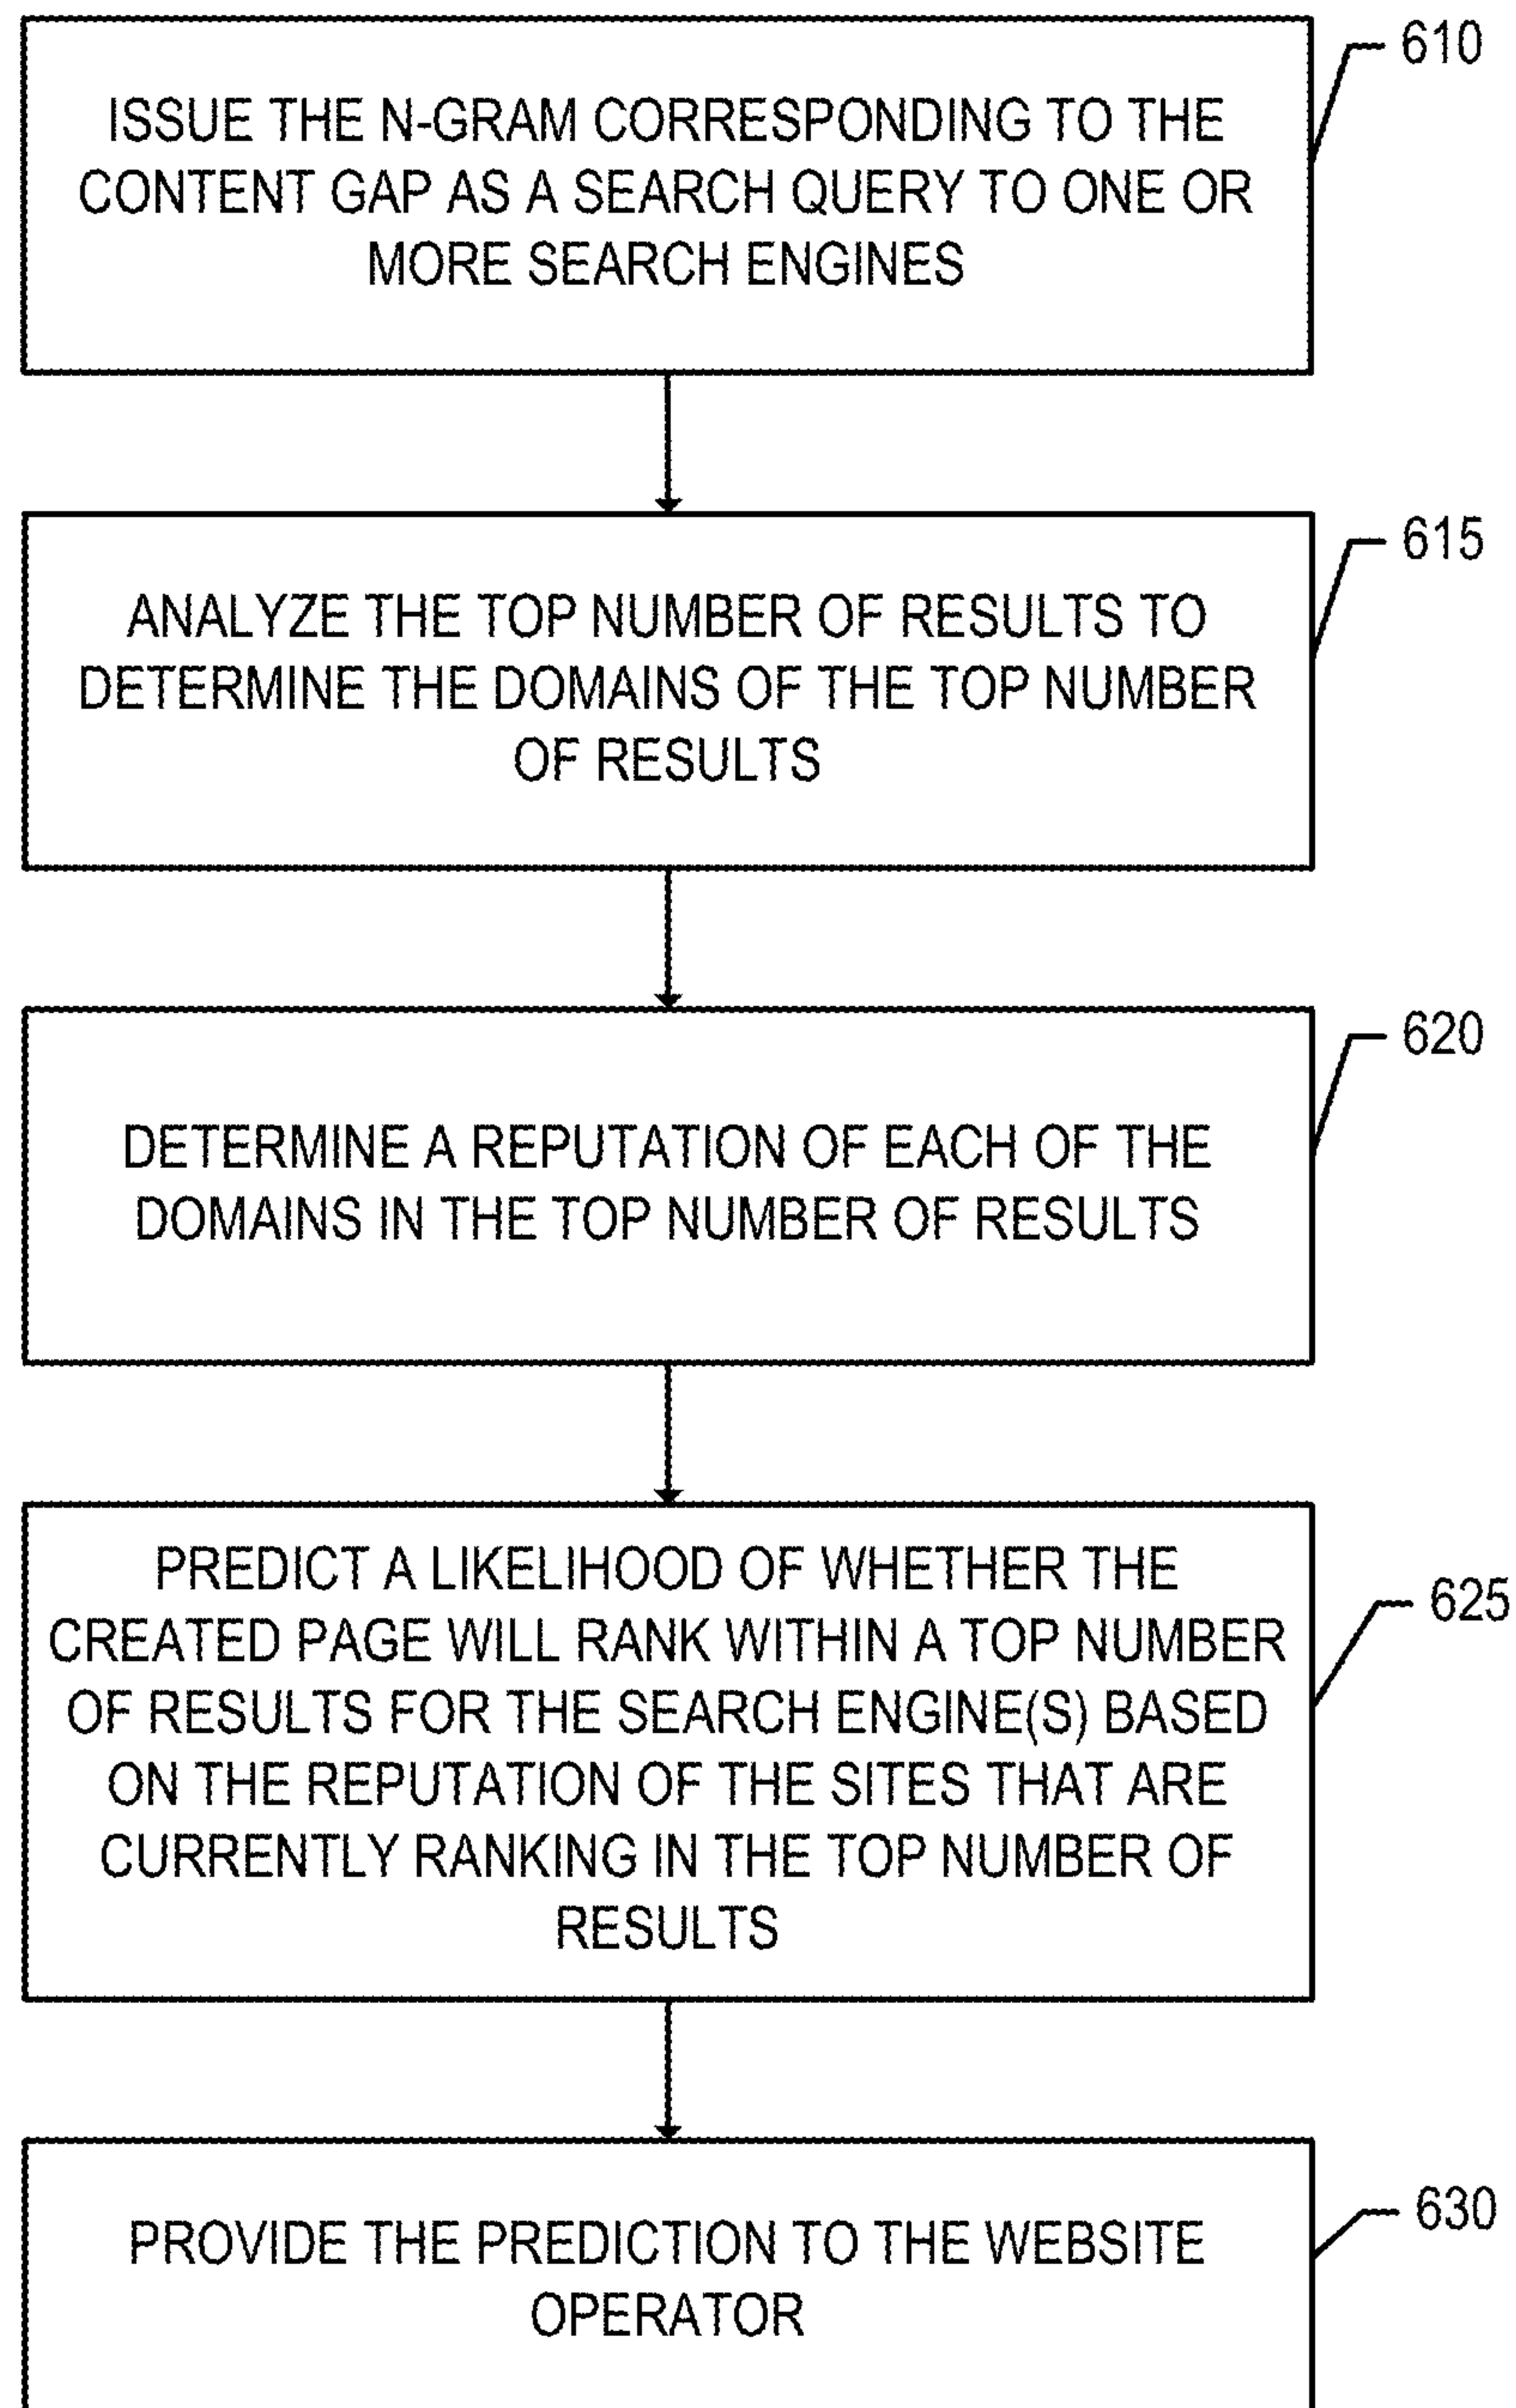 610
ISSUE THE N-GRAM CORRESPONDING TO THE
CONTENT GAP AS A SEARCH QUERY TO ONE OR
MORE SEARCH ENGINES
615
ANALYZE THE TOP NUMBER OF RESULTS TO
DETERMINE THE DOMAINS OF THE TOP NUMBER
OF RESULTS
620
DETERMINE A REPUTATION OF EACH OF THE
DOMAINS IN THE TOP NUMBER OF RESULTS
625
PREDICT A LIKELIHOOD OF WHETHER THE
CREATED PAGE WILL RANK WITHIN A TOP NUMBER
OF RESULTS FOR THE SEARCH ENGINE(S) BASED
ON THE REPUTATION OF THE SITES THAT ARE
CURRENTLY RANKING IN THE TOP NUMBER OF
RESULTS
630
PROVIDE THE PREDICTION TO THE WEBSITE
OPERATOR